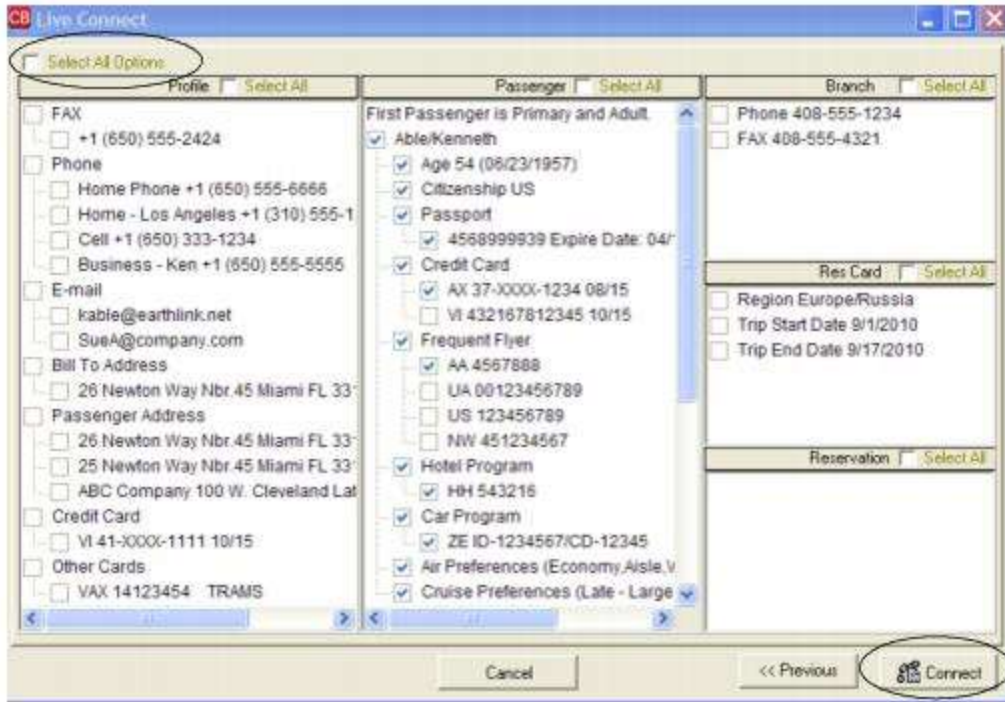 CB Live Connect
Select All Options
Profile Select All
FAX
+1 (650) 555-2424
Phone
Home Phone +1 (650) 555-6666
Home - Los Angeles +1 (310) 555-1
Cell +1 (650) 333-1234
Business - Ken +1 (650) 555-5555
E-mail
kable@earthlink.net
SueA@company.com
Bill To Address
26 Newton Way Nbr.45 Miami FL 33
Passenger Address
26 Newton Way Nbr.45 Miami FL 33
25 Newton Way Nbr.45 Miami FL 33
ABC Company 100 W. Cleveland Lat
Credit Card
VI 41-XXXX-1111 10/15
Other Cards
VAX 14123454 TRAMS
Passenger Select All
First Passenger is Primary and Adult.
Able/Kenneth
Age 54 (06/23/1957)
Citizenship US
Passport
4568999939 Expire Date: 04/
Credit Card
AX 37-XXXX-1234 08/15
VI 432167812345 10/15
Frequent Flyer
AA 4567888
UA 00123456789
US 123456789
NW 451234567
Hotel Program
HH 543216
Car Program
ZE ID-1234567/CD-12345
Air Preferences (Economy,Aisle,V
Cruise Preferences (Late - Large
Branch Select All
Phone 408-555-1234
FAX 408-555-4321
Res Card Select All
Region Europe/Russia
Trip Start Date 9/1/2010
Trip End Date 9/17/2010
Reservation Select All
Cancel
<< Previous
Connect